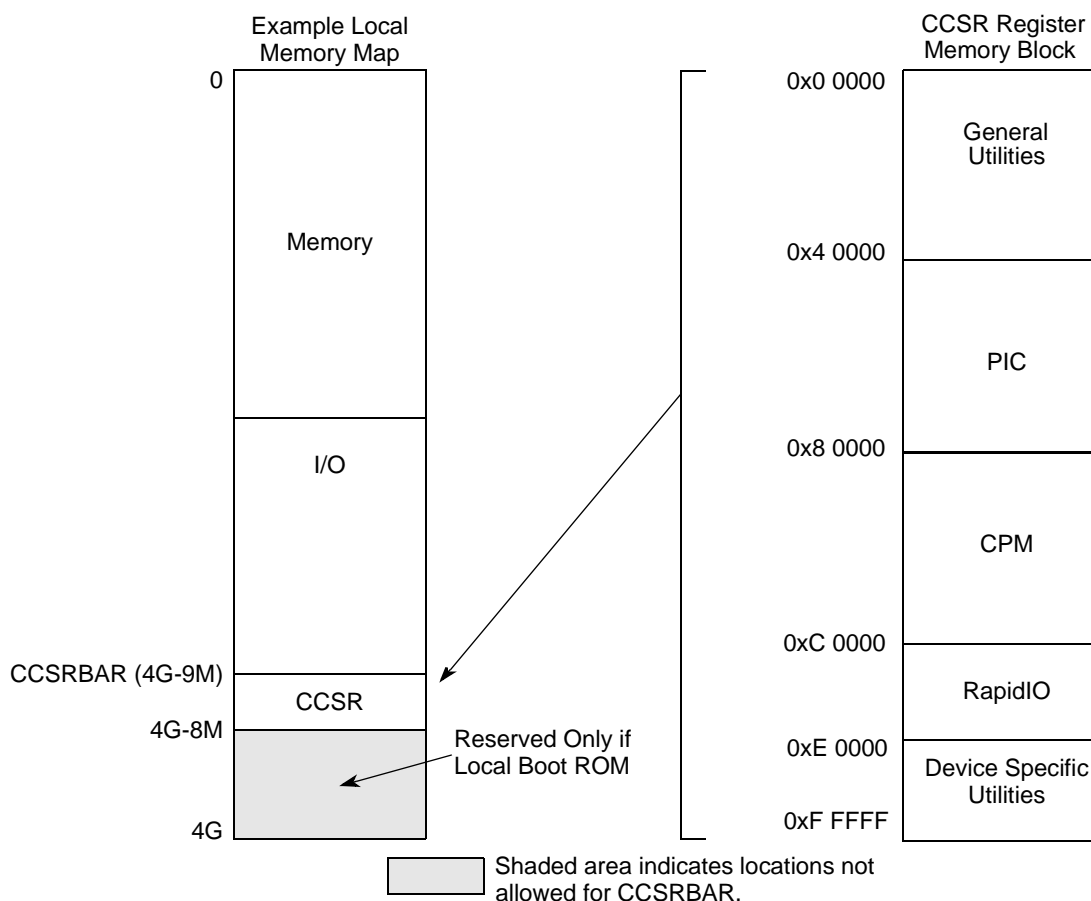 Example Local
Memory Map
0
Memory
I/O
CCSRBAR (4G-9M)
CCSR
4G-8M
Reserved Only if
Local Boot ROM
4G
Shaded area indicates locations not
allowed for CCSRBAR.
CCSR Register
Memory Block
0x0 0000
General
Utilities
0x4 0000
PIC
0x8 0000
CPM
0xC 0000
RapidIO
0xE 0000
Device Specific
Utilities
0xF FFFF